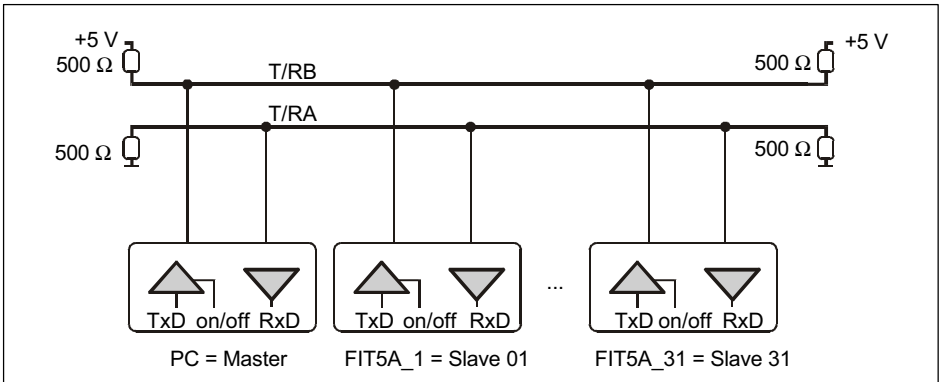 +5 V
+5 V
500 Ω
500 Ω
T/RB
T/RA
500 Ω
500 Ω
...
TxD on/off RxD
TxD on/off RxD
TxD on/off RxD
PC = Master
FIT5A_1 = Slave 01
FIT5A_31 = Slave 31